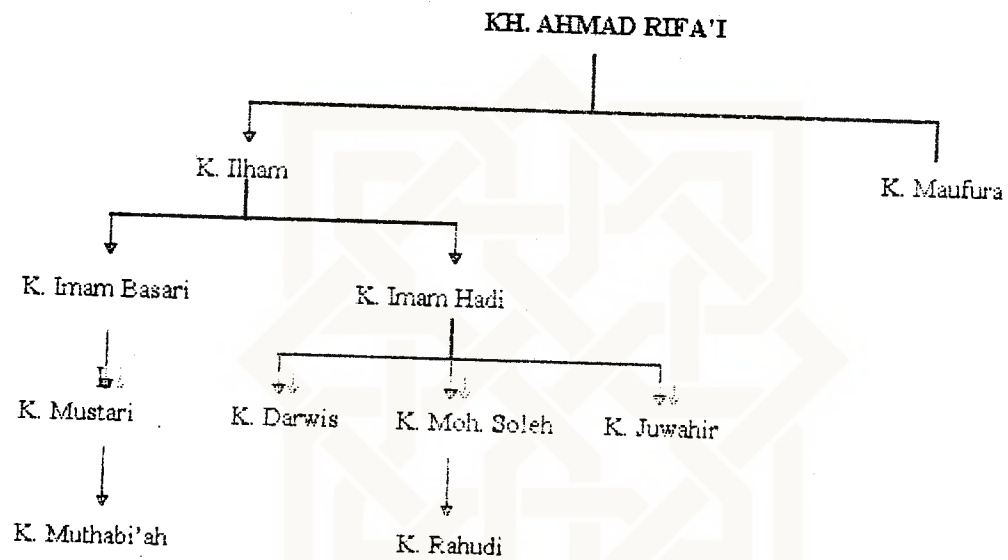 KH. AHMAD RIFA'I
K. Ilham
K. Maufura
K. Imam Basari
K. Imam Hadi
K. Mustari
K. Darwis
K. Moh. Soleh
K. Juwahir
K. Muthabi'ah
K. Rahudi